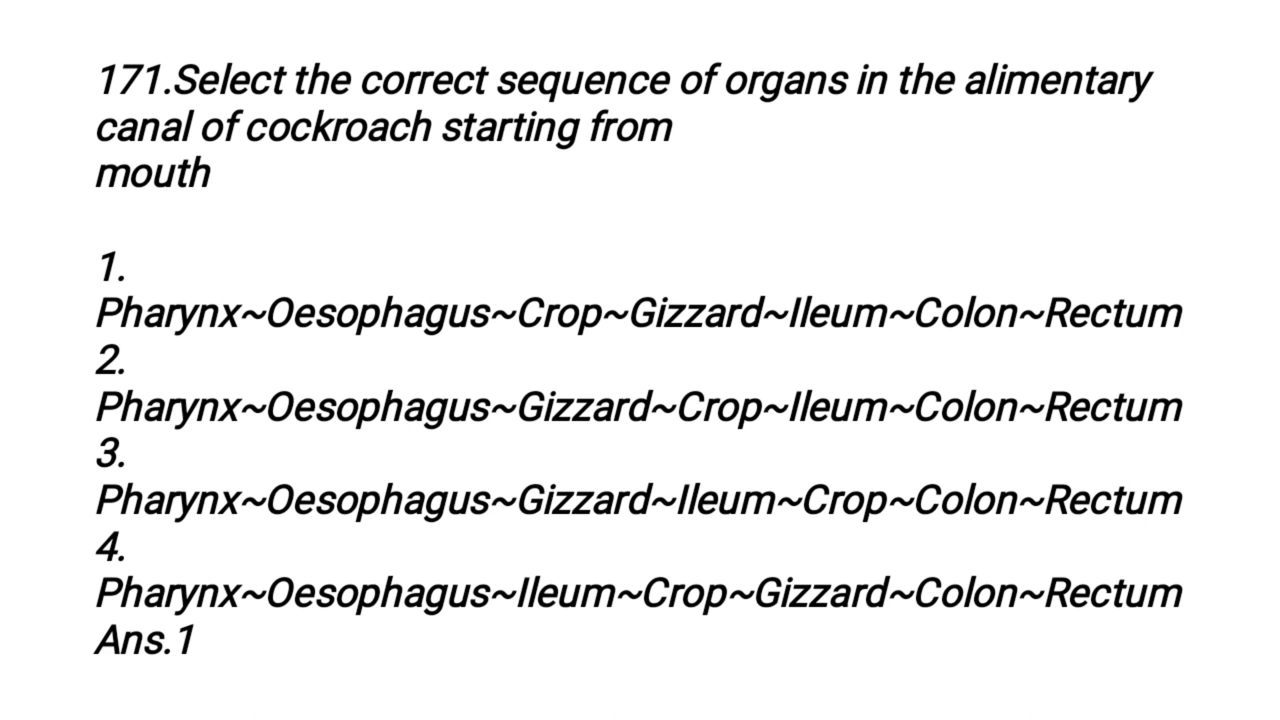 171.Select the correct sequence of organs in the alimentary
canal of cockroach starting from
mouth
1.
Pharynx~Oesophagus~Crop~Gizzard~Ileum~Colon~Rectum
2.
Pharynx~Oesophagus~Gizzard~Crop~Ileum~Colon~Rectum
3.
Pharynx~Oesophagus~Gizzard~Ileum~Crop~Colon~Rectum
4.
Pharynx~Oesophagus~Ileum~Crop~Gizzard~Colon~Rectum
Ans.1